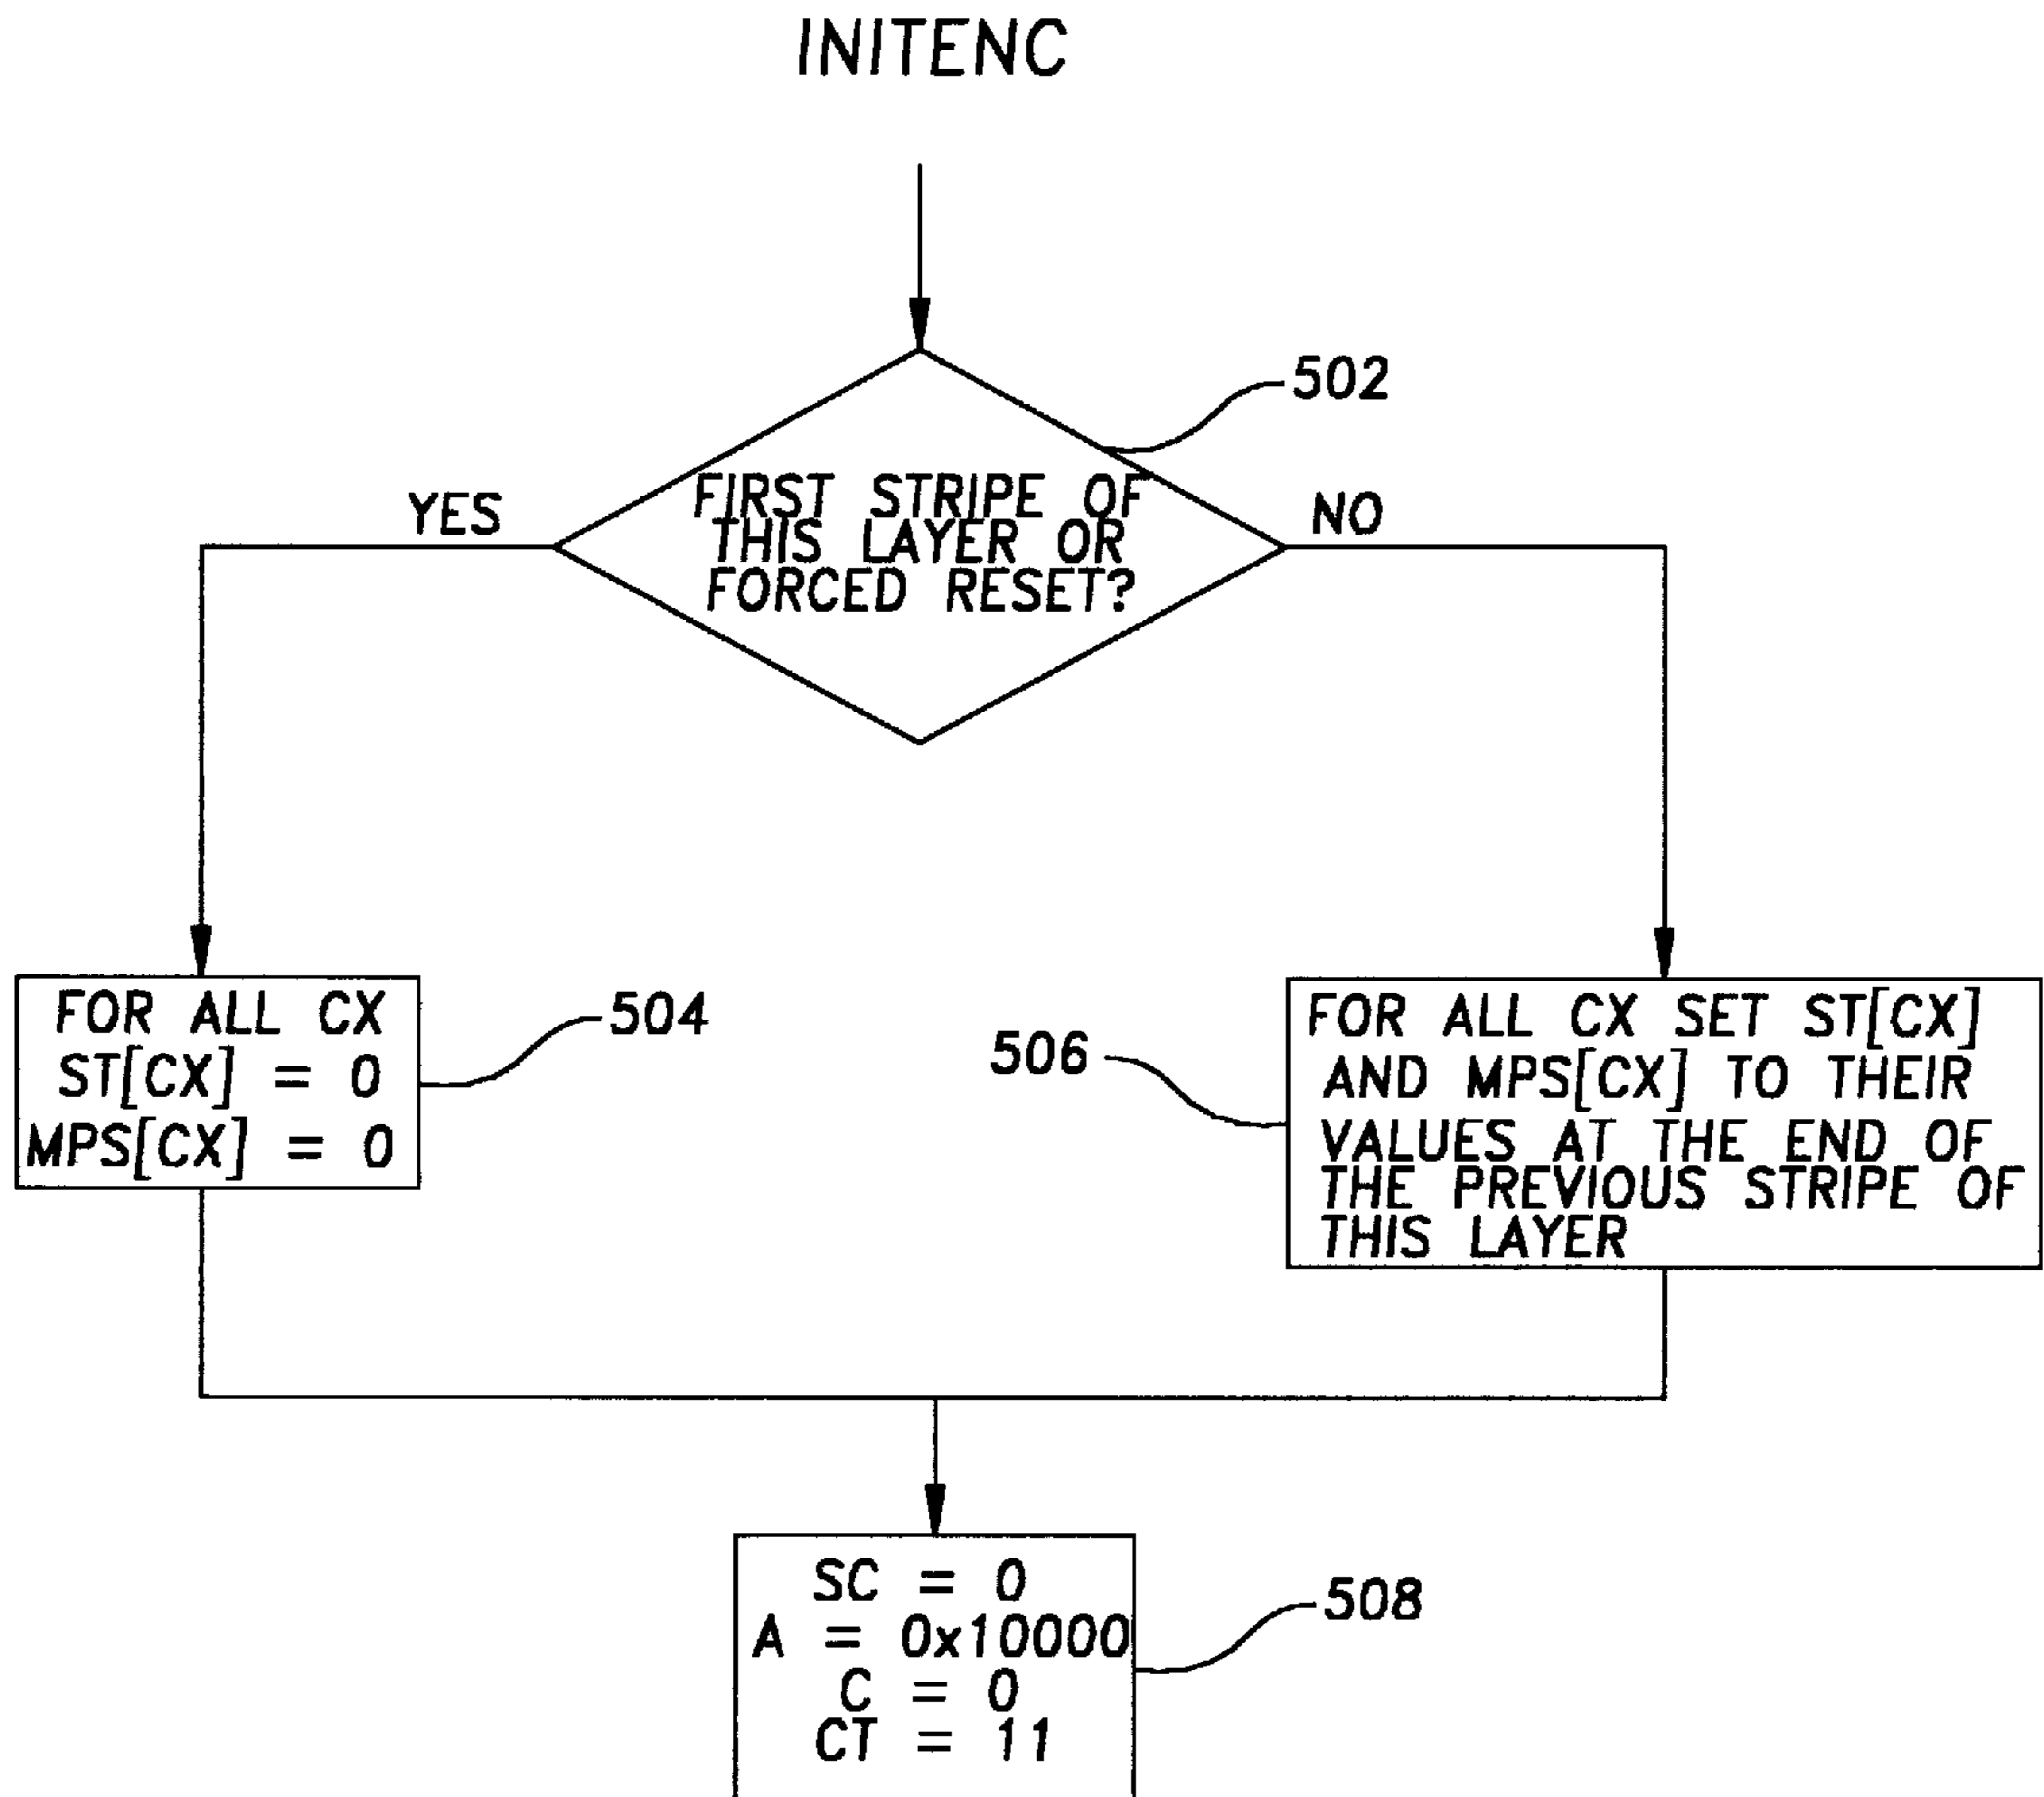 INITENC
502
FIRST STRIPE OF
THIS LAYER OR
FORCED RESET?
YES
NO
FOR ALL CX
ST[CX] = 0
MPS[CX] = 0
504
506
FOR ALL CX SET ST[CX]
AND MPS[CX] TO THEIR
VALUES AT THE END OF
THE PREVIOUS STRIPE OF
THIS LAYER
SC = 0
A = 0x10000
C = 0
CT = 11
508